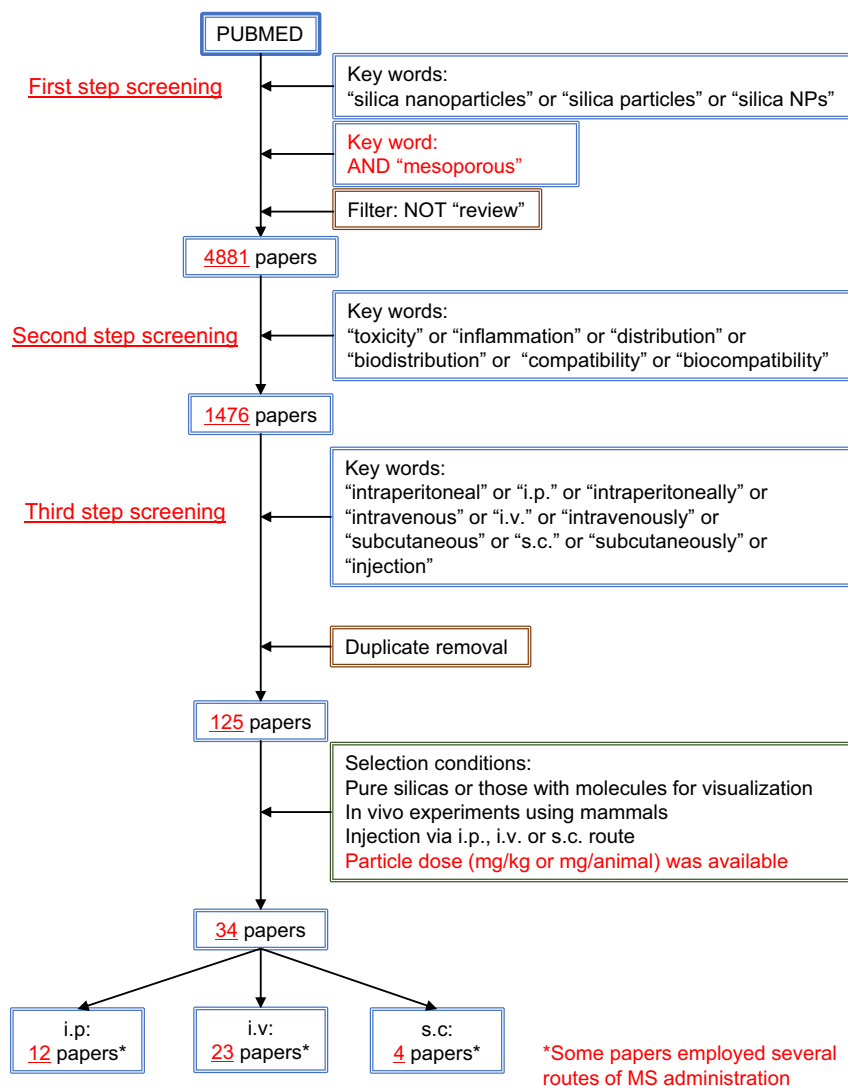 PUBMED
First step screening
Key words:
“silica nanoparticles” or “silica particles” or “silica NPs”
Key word:
AND “mesoporous”
Filter: NOT “review”
4881 papers
Second step screening
Key words:
“toxicity” or “inflammation” or “distribution” or
“biodistribution” or “compatibility” or “biocompatibility”
1476 papers
Third step screening
Key words:
“intraperitoneal” or “i.p.” or “intraperitoneally” or
“intravenous” or “i.v.” or “intravenously” or
“subcutaneous” or “s.c.” or “subcutaneously” or
“injection”
Duplicate removal
125 papers
Selection conditions:
Pure silicas or those with molecules for visualization
In vivo experiments using mammals
Injection via i.p., i.v. or s.c. route
Particle dose (mg/kg or mg/animal) was available
34 papers
i.p:
12 papers*
i.v:
23 papers*
s.c:
4 papers*
*Some papers employed several
routes of MS administration